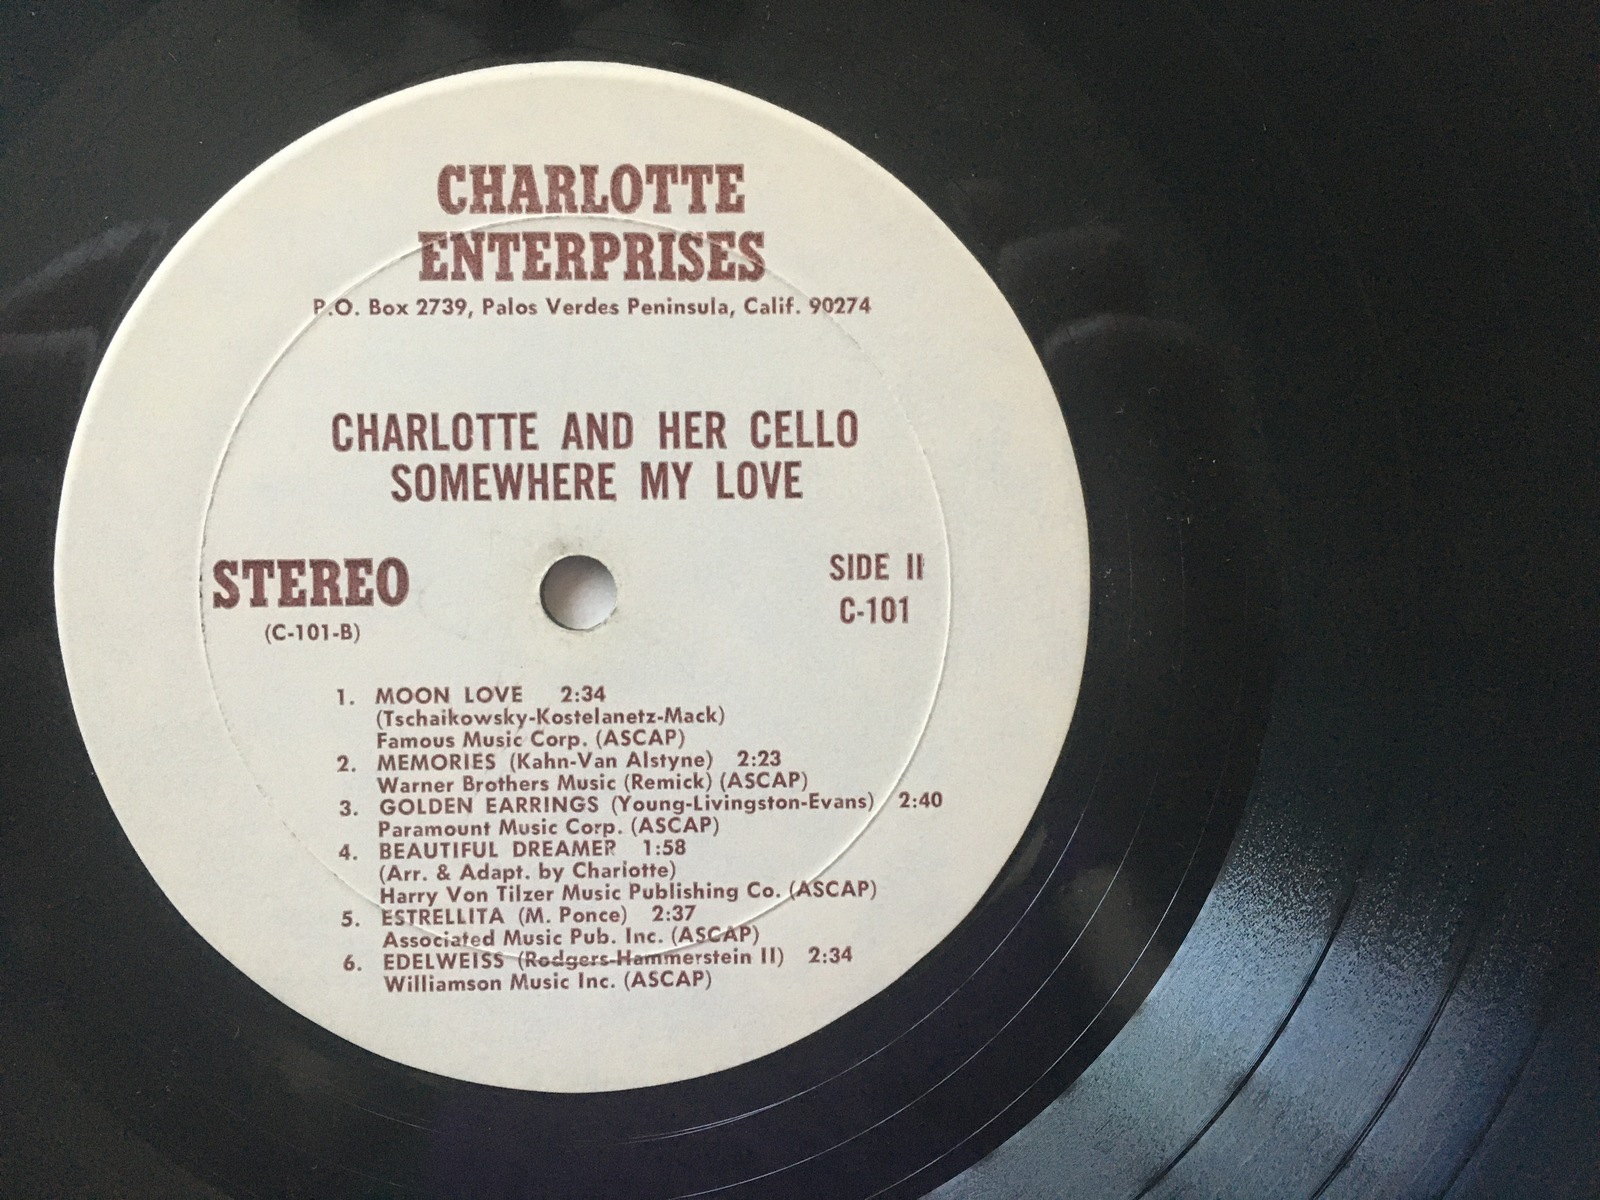 CHARLOTTE
ENTERPRISES
P.O. Box 2739, Palos Verdes Peninsula, Calif. 90274
CHARLOTTE AND HER CELLO
SOMEWHERE MY LOVE
STEREO
(C-101-B)
SIDE II
C-101
1. MOON LOVE 2:34
(Tschaikowsky-Kostelanetz-Mack)
Famous Music Corp. (ASCAP)
2. MEMORIES (Kahn-Van Alstyne) 2:23
Warner Brothers Music (Remick) (ASCAP)
3. GOLDEN EARRINGS (Young-Livingston-Evans) 2:40
Paramount Music Corp. (ASCAP)
4. BEAUTIFUL DREAMER 1:58
(Arr. & Adapt. by Charlotte)
Harry Von Tilzer Music Publishing Co. (ASCAP)
5. ESTRELLITA (M. Ponce) 2:37
Associated Music Pub. Inc. (ASCAP)
6. EDELWEISS (Rodgers-Hammerstein II) 2:34
Williamson Music Inc. (ASCAP)